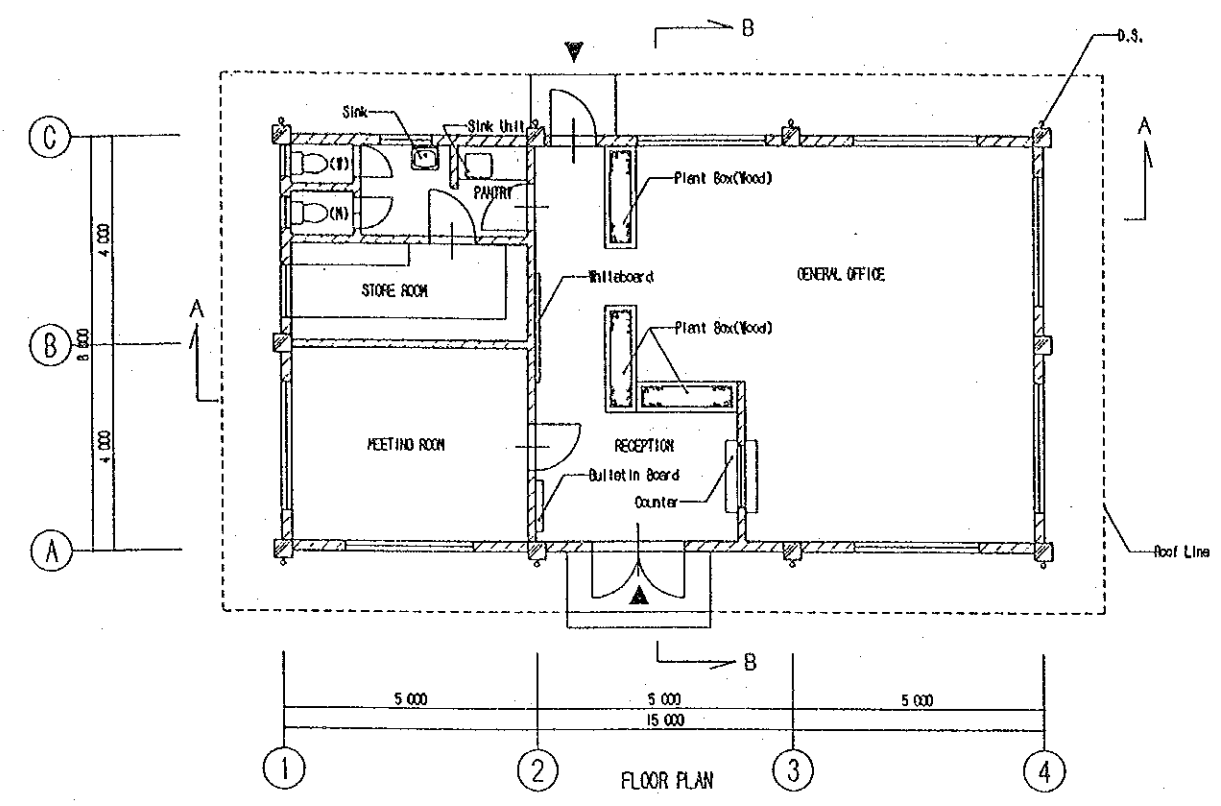 B
D.S.
Sink
Sink Unit
A
C
(W)
PANTRY
Plant Box(Wood)
(M)
4 000
STORE ROOM
Whiteboard
GENERAL OFFICE
A
B
8 000
Plant Box(Wood)
4 000
MEETING ROOM
RECEPTION
Bulletin Board
Counter
A
Roof Line
B
5 000
5 000
5 000
15 000
1
2
3
4
FLOOR PLAN